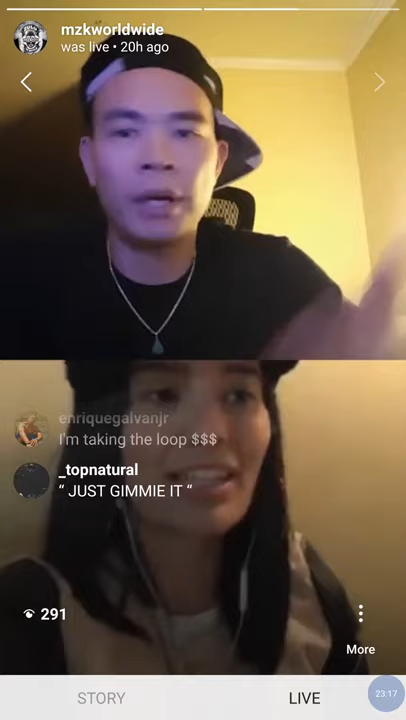 mzkworldwide
was live • 20h ago
enriquegalvanjr
I'm taking the loop $$$
_topnatural
“ JUST GIMMIE IT “
291
More
STORY
LIVE
23:17